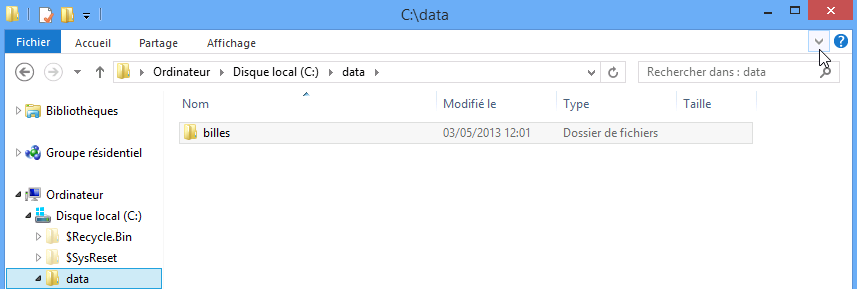 C:\data
Fichier Accueil Partage Affichage
Ordinateur Disque local (C:) data Rechercher dans : data
Nom Modifié le Type Taille
Bibliothèques
billes 03/05/2013 12:01 Dossier de fichiers
Groupe résidentiel
Ordinateur
Disque local (C:)
$Recycle.Bin
$SysReset
data